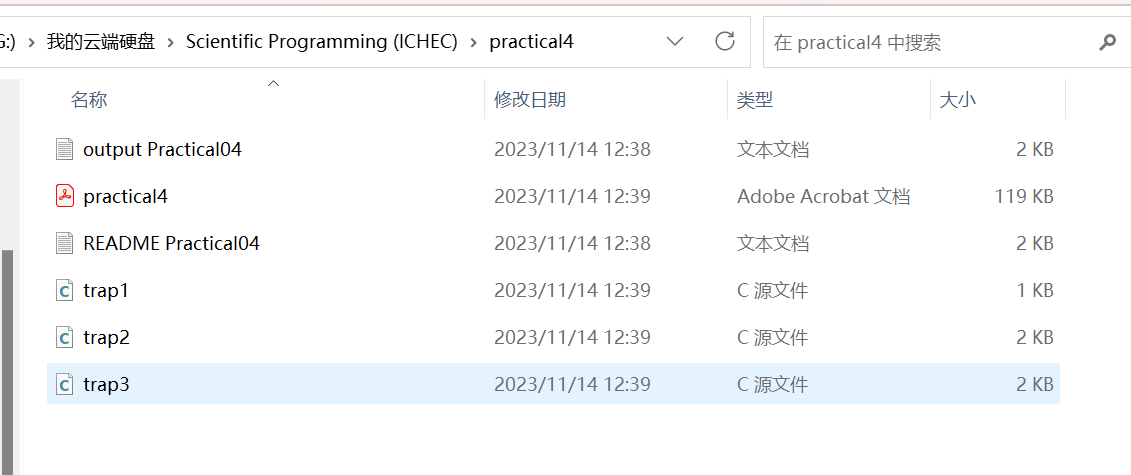 G:) › 我的云端硬盘 › Scientific Programming (ICHEC) › practical4 在 practical4 中搜索
名称 修改日期 类型 大小
output Practical04 2023/11/14 12:38 文本文档 2 KB
practical4 2023/11/14 12:39 Adobe Acrobat 文档 119 KB
README Practical04 2023/11/14 12:38 文本文档 2 KB
trap1 2023/11/14 12:39 C 源文件 1 KB
trap2 2023/11/14 12:39 C 源文件 2 KB
trap3 2023/11/14 12:39 C 源文件 2 KB